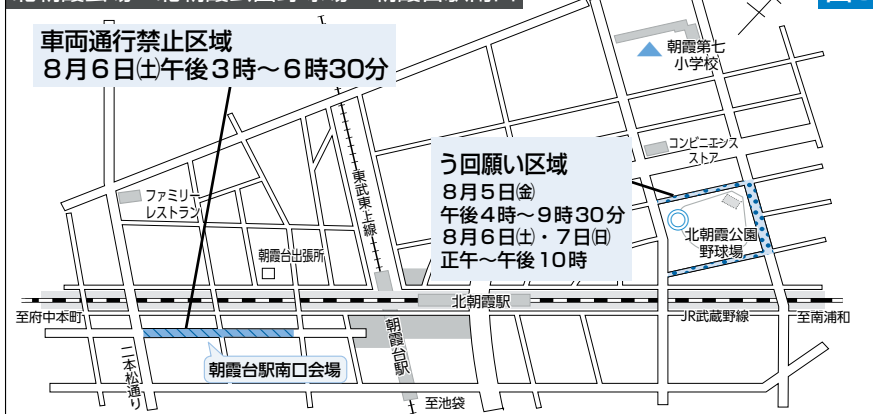 車両通行禁止区域
8月6日㈯午後3時～6時30分
朝霞第七
小学校
コンビニエンス
ストア
う回願い区域
8月5日㈮
午後4時～9時30分
8月6日㈯・7日㈰
正午～午後10時
東武東上線
ファミリー
レストラン
北朝霞公園
野球場
朝霞台出張所
北朝霞駅
至府中本町
JR武蔵野線
至南浦和
朝霞台駅
二本松通り
朝霞台駅南口会場
至池袋